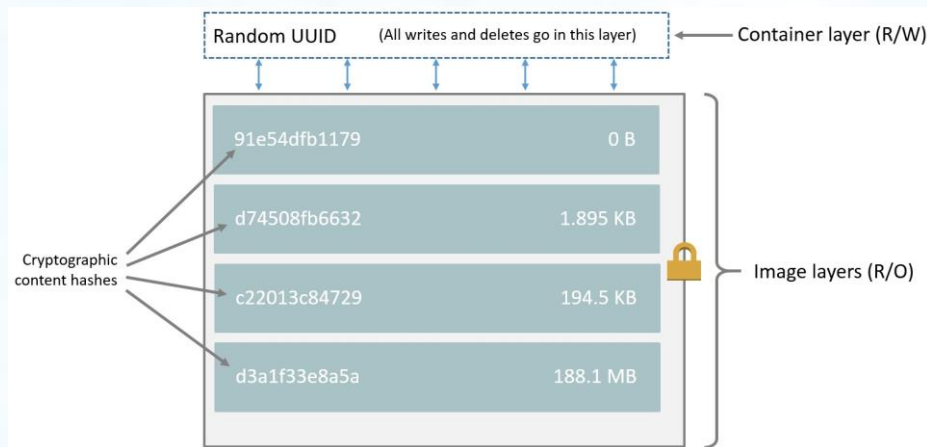 Random UUID (All writes and deletes go in this layer)
Container layer (R/W)
91e54dfb1179 0 B
d74508fb6632 1.895 KB
Cryptographic
content hashes
c22013c84729 194.5 KB
Image layers (R/O)
d3a1f33e8a5a 188.1 MB